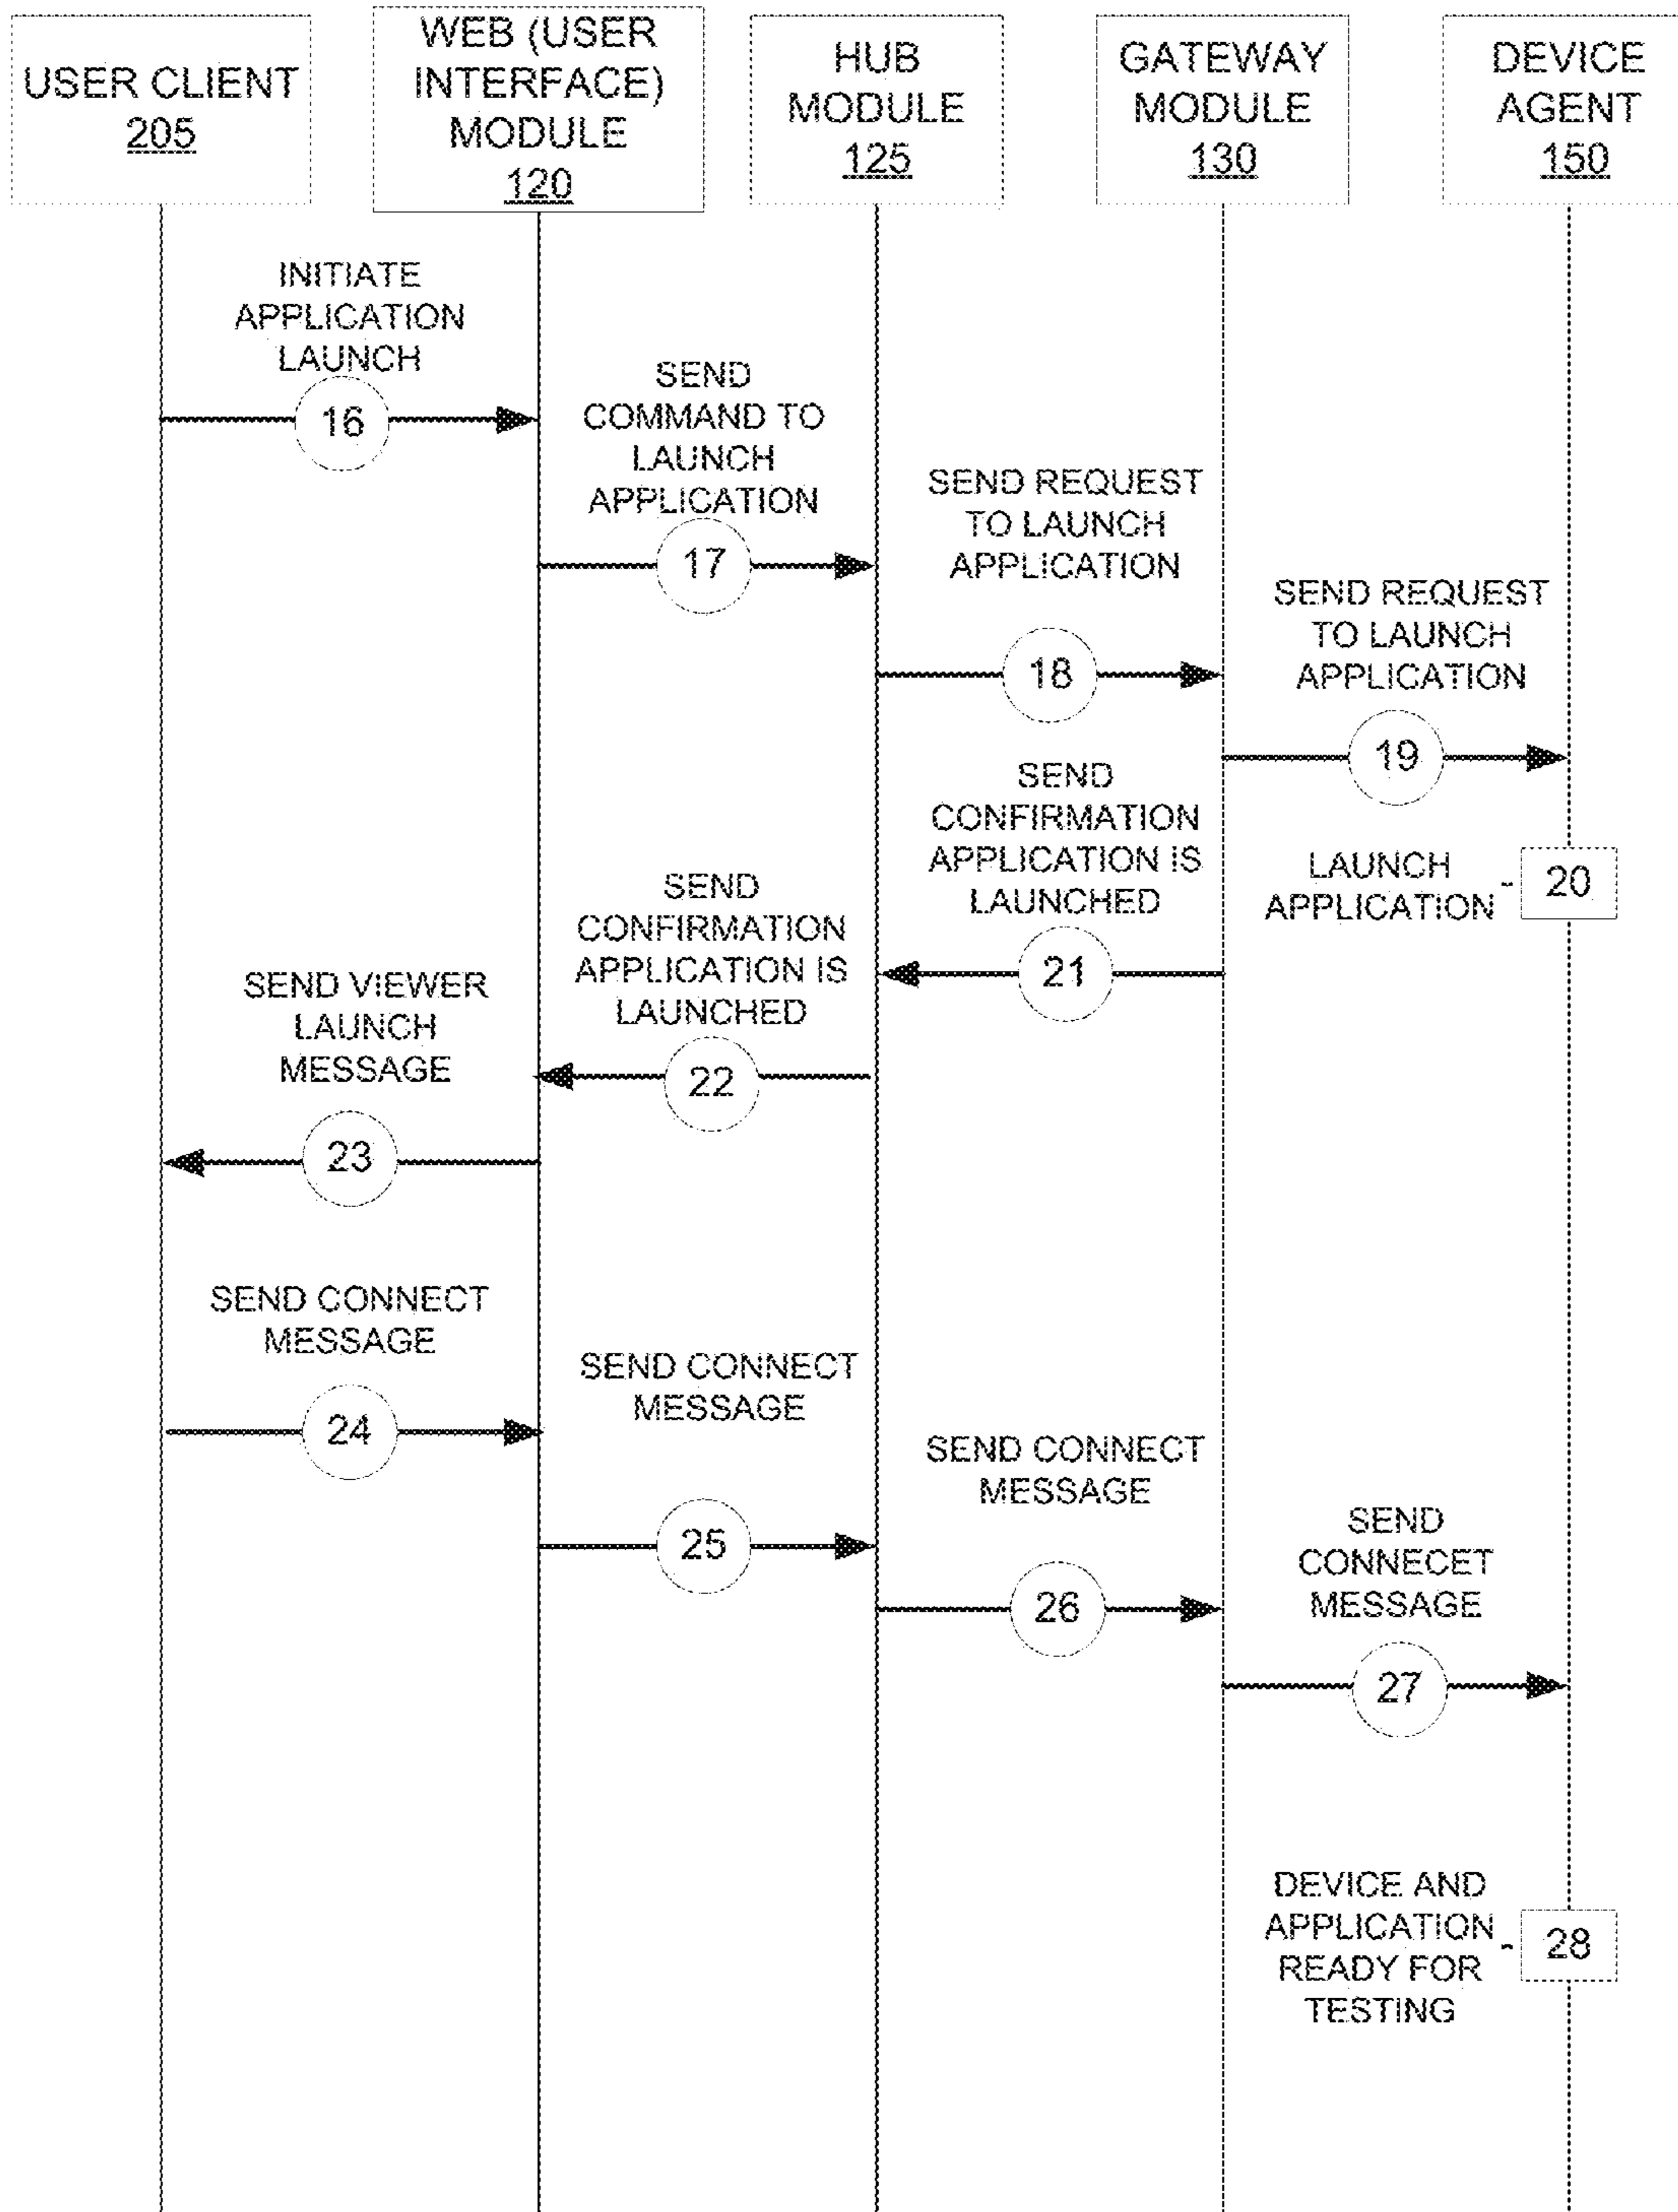 USER CLIENT
205
WEB (USER
INTERFACE)
MODULE
120
HUB
MODULE
125
GATEWAY
MODULE
130
DEVICE
AGENT
150
INITIATE
APPLICATION
LAUNCH
16
SEND
COMMAND TO
LAUNCH
APPLICATION
17
SEND REQUEST
TO LAUNCH
APPLICATION
18
SEND REQUEST
TO LAUNCH
APPLICATION
19
LAUNCH
APPLICATION
20
SEND
CONFIRMATION
APPLICATION IS
LAUNCHED
21
SEND
CONFIRMATION
APPLICATION IS
LAUNCHED
22
SEND VIEWER
LAUNCH
MESSAGE
23
SEND CONNECT
MESSAGE
24
SEND CONNECT
MESSAGE
25
SEND CONNECT
MESSAGE
26
SEND
CONNECET
MESSAGE
27
DEVICE AND
APPLICATION
READY FOR
TESTING
28